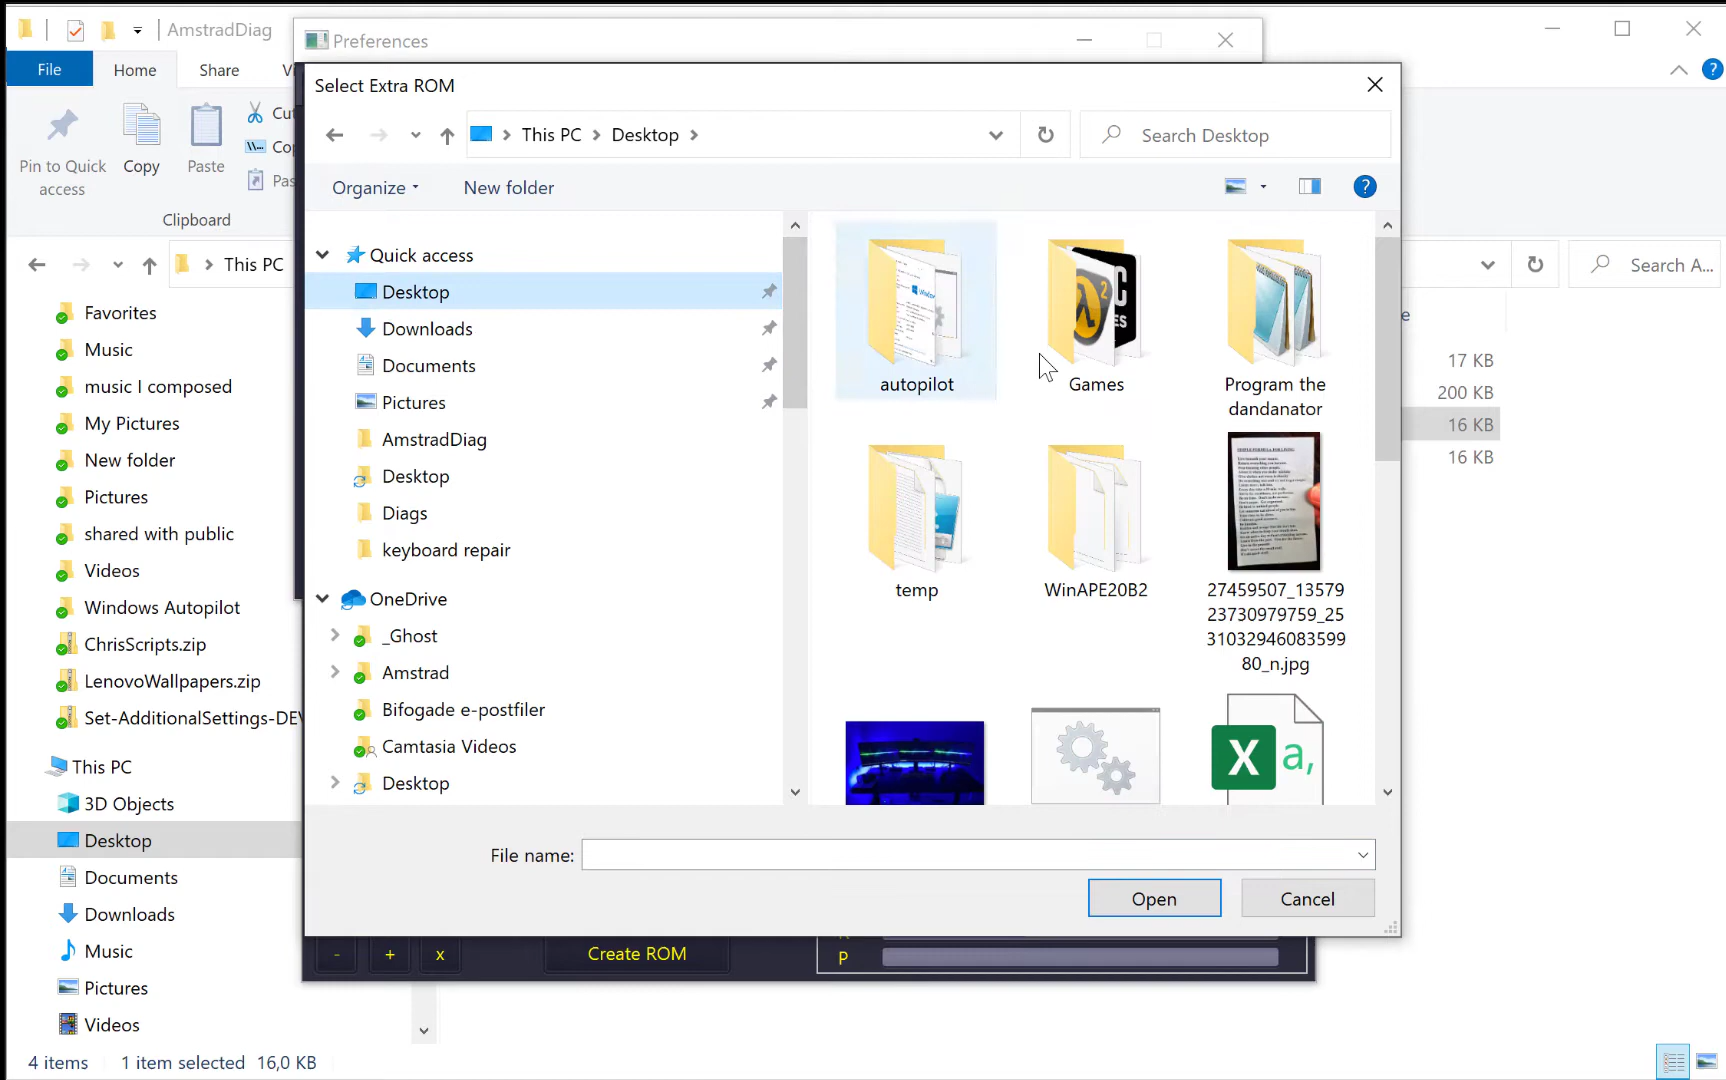 AmstradDiag
File
Home
Share
Pin to Quick
access
Copy
Paste
Clipboard
This PC
Search A...
Favorites
Music
music I composed
My Pictures
New folder
Pictures
shared with public
Videos
Windows Autopilot
ChrisScripts.zip
LenovoWallpapers.zip
Set-AdditionalSettings-DEV
This PC
3D Objects
Desktop
Documents
Downloads
Music
Pictures
Videos
4 items
1 item selected 16,0 KB
Preferences
Select Extra ROM
This PC
Desktop
Search Desktop
Organize
New folder
Quick access
Desktop
Downloads
Documents
Pictures
AmstradDiag
Desktop
Diags
keyboard repair
OneDrive
_Ghost
Amstrad
Bifogade e-postfiler
Camtasia Videos
Desktop
autopilot
Games
Program the
dandanator
temp
WinAPE20B2
27459507_13579
23730979759_25
31032946083599
80_n.jpg
File name:
Open
Cancel
- + x
Create ROM
P
17 KB
200 KB
16 KB
16 KB